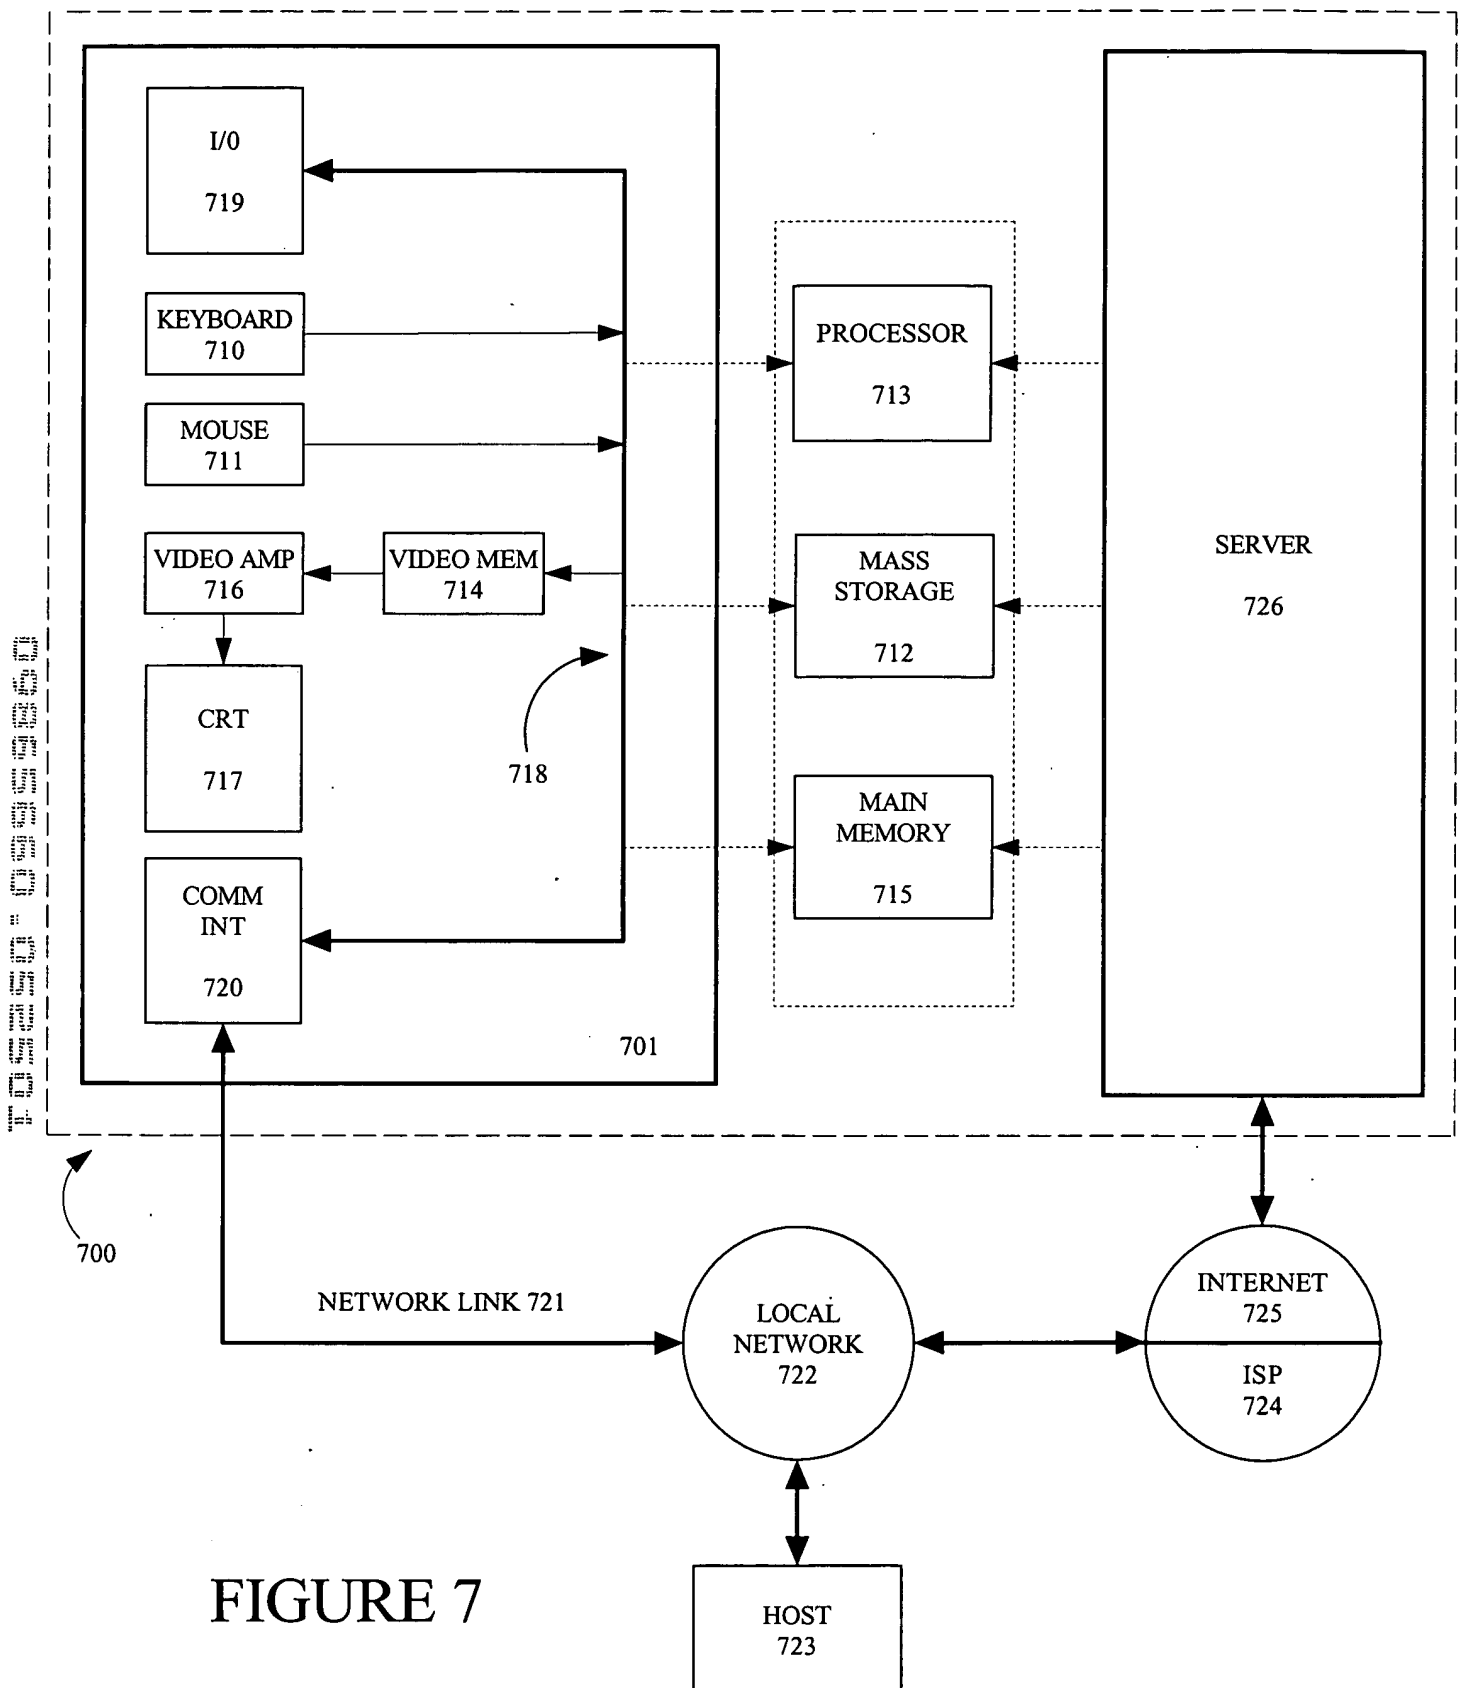 I/0
719
KEYBOARD
710
MOUSE
711
VIDEO AMP
716
VIDEO MEM
714
CRT
717
718
COMM
INT
720
701
PROCESSOR
713
MASS
STORAGE
712
MAIN
MEMORY
715
SERVER
726
700
NETWORK LINK 721
LOCAL
NETWORK
722
INTERNET
725
ISP
724
HOST
723
FIGURE 7